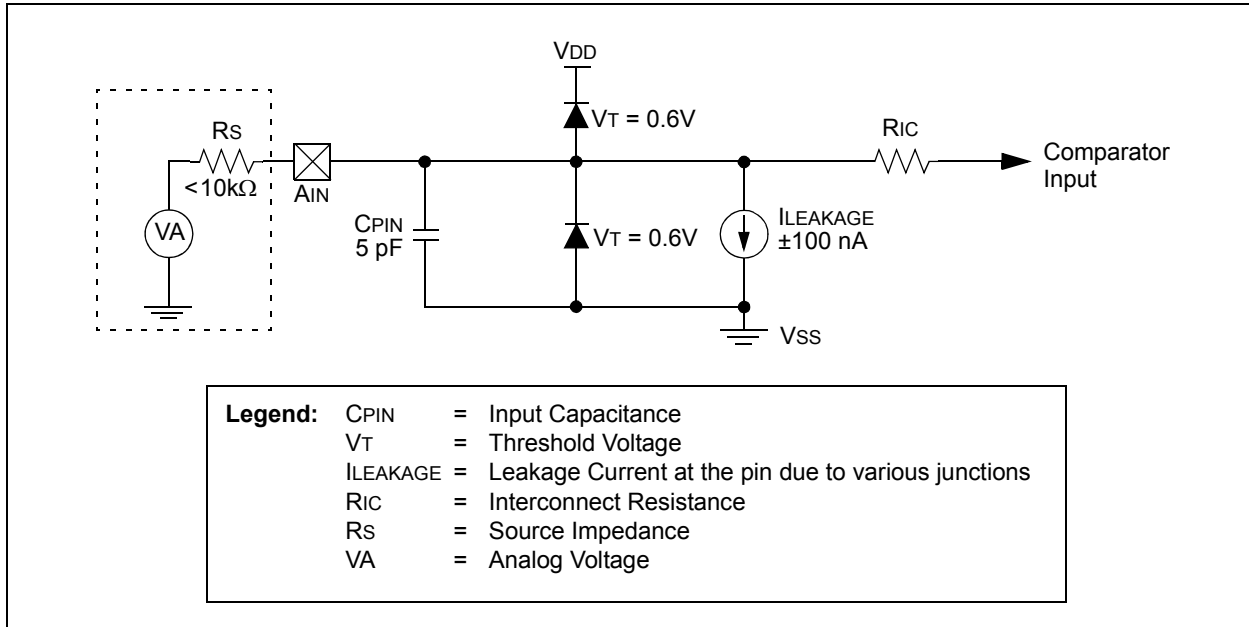 VDD
VT = 0.6V
RS
<10kΩ
AIN
RIC
Comparator
Input
VA
CPIN
5 pF
VT = 0.6V
ILEAKAGE
±100 nA
VSS
Legend: CPIN = Input Capacitance
VT = Threshold Voltage
ILEAKAGE = Leakage Current at the pin due to various junctions
RIC = Interconnect Resistance
RS = Source Impedance
VA = Analog Voltage